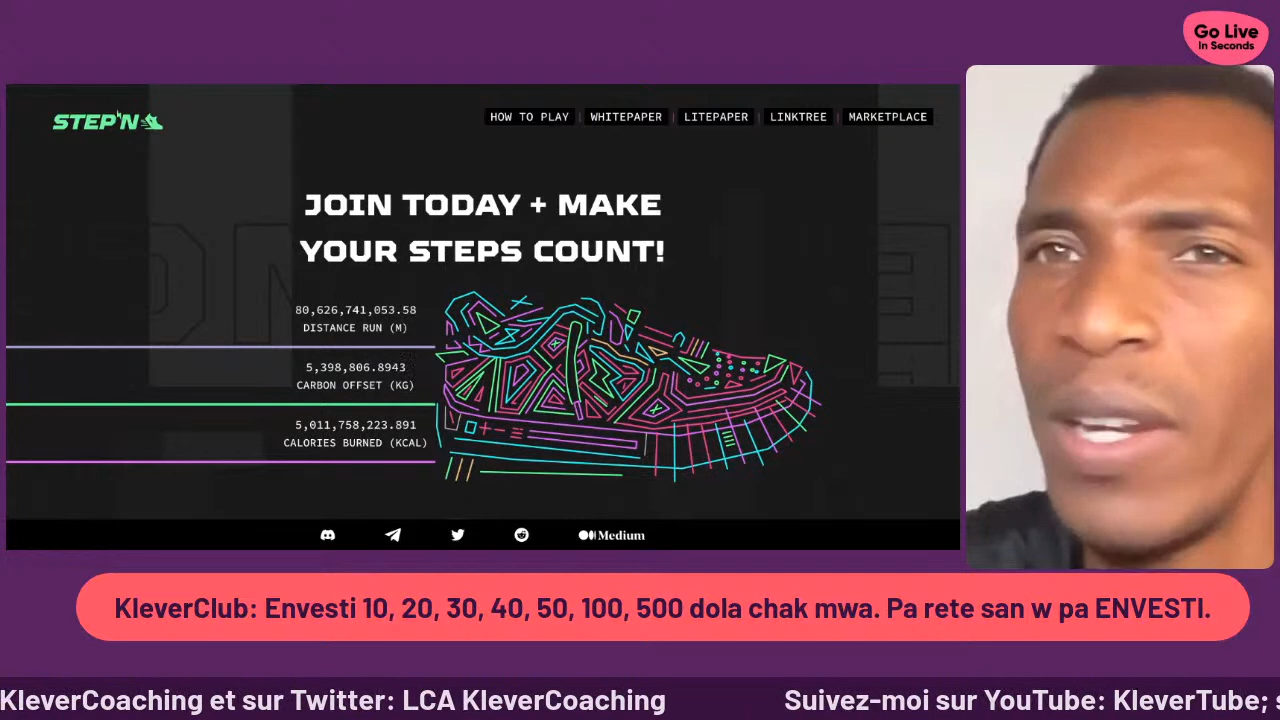 Go Live
In Seconds
STEP'N
HOW TO PLAY
WHITEPAPER
LITEPAPER
LINKTREE
MARKETPLACE
JOIN TODAY + MAKE
YOUR STEPS COUNT!
80,626,741,053.58
DISTANCE RUN (M)
5,398,806.8943
CARBON OFFSET (KG)
5,011,758,223.891
CALORIES BURNED (KCAL)
Medium
KleverClub: Envesti 10, 20, 30, 40, 50, 100, 500 dola chak mwa. Pa rete san w pa ENVESTI.
KleverCoaching et sur Twitter: LCA KleverCoaching Suivez-moi sur YouTube: KleverTube;